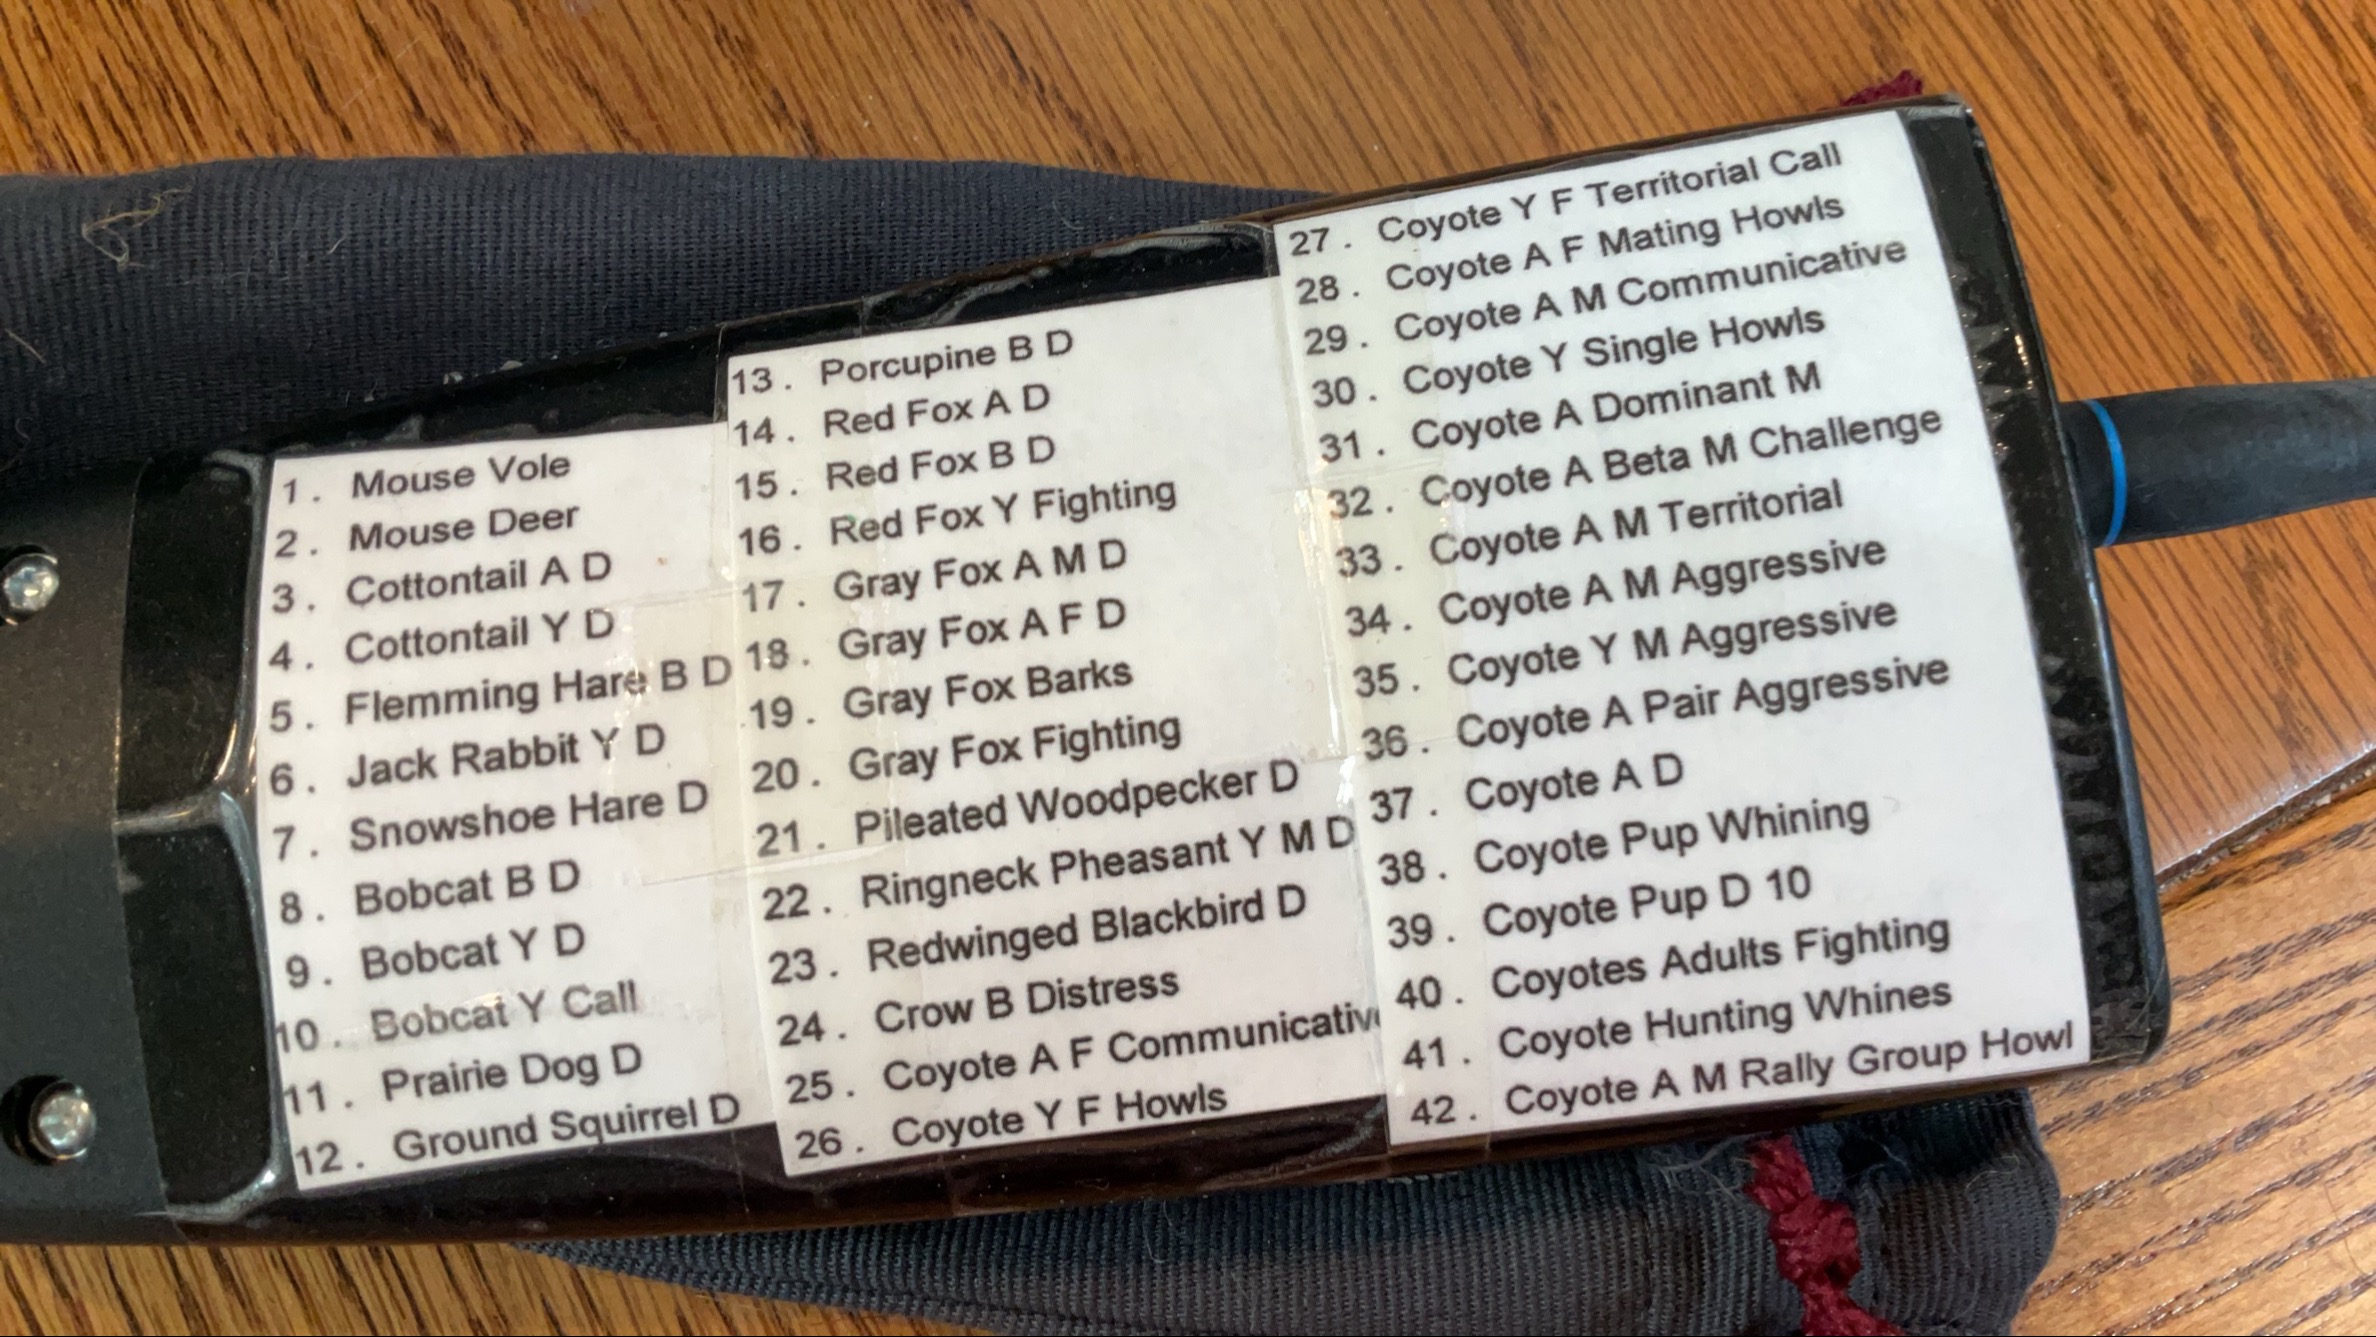 1. Mouse Vole
2. Mouse Deer
3. Cottontail A D
4. Cottontail Y D
5. Flemming Hare B D
6. Jack Rabbit Y D
7. Snowshoe Hare D
8. Bobcat B D
9. Bobcat Y D
10. Bobcat Y Call
11. Prairie Dog D
12. Ground Squirrel D
13. Porcupine B D
14. Red Fox A D
15. Red Fox B D
16. Red Fox Y Fighting
17. Gray Fox A M D
18. Gray Fox A F D
19. Gray Fox Barks
20. Gray Fox Fighting
21. Pileated Woodpecker D
22. Ringneck Pheasant Y M D
23. Redwinged Blackbird D
24. Crow B Distress
25. Coyote A F Communicativ
26. Coyote Y F Howls
27. Coyote Y F Territorial Call
28. Coyote A F Mating Howls
29. Coyote A M Communicative
30. Coyote Y Single Howls
31. Coyote A Dominant M
32. Coyote A Beta M Challenge
33. Coyote A M Territorial
34. Coyote A M Aggressive
35. Coyote Y M Aggressive
36. Coyote A Pair Aggressive
37. Coyote A D
38. Coyote Pup Whining
39. Coyote Pup D 10
40. Coyotes Adults Fighting
41. Coyote Hunting Whines
42. Coyote A M Rally Group Howl